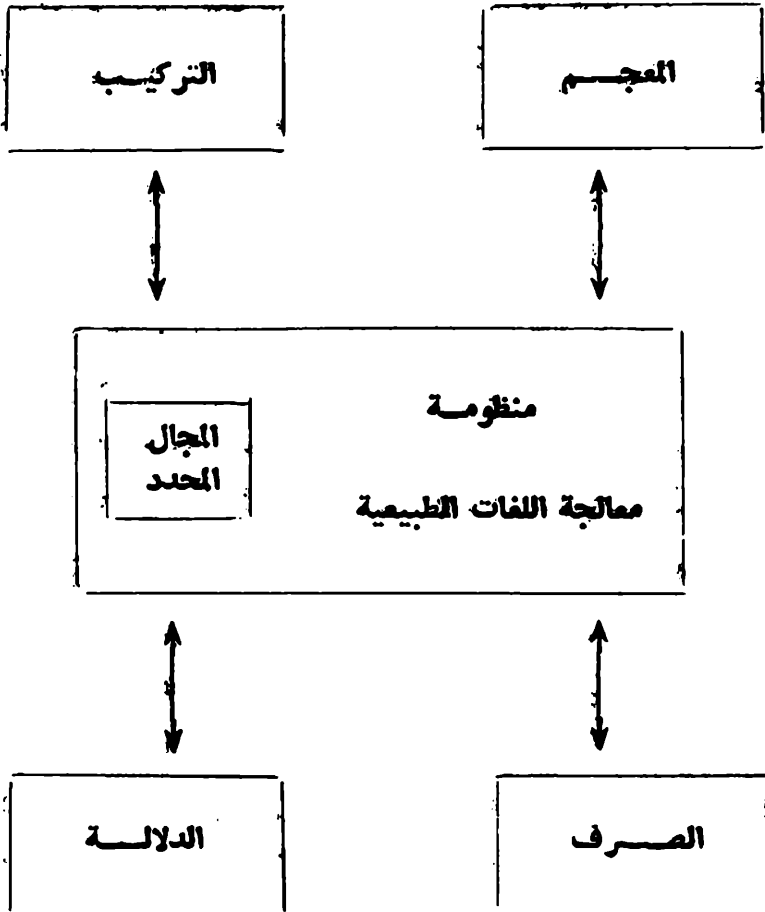 المعجم
التركيب
منظومة
معالجة اللغات الطبيعية
المجال
المحدد
الصرف
الدلالة